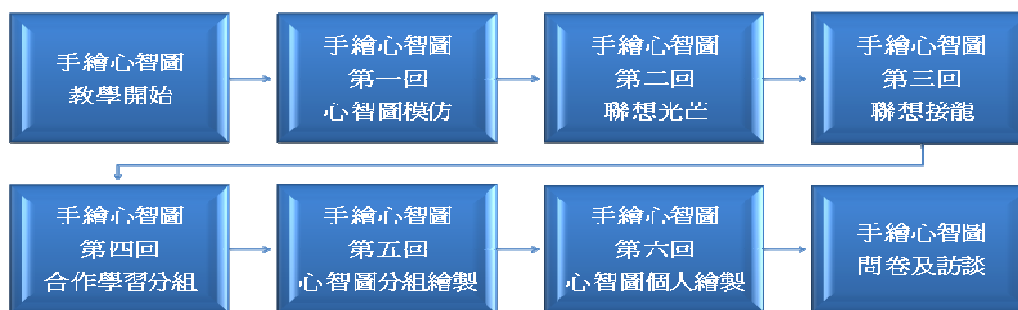 手繪心智圖
教學開始
手繪心智圖
第一回
心智圖模仿
手繪心智圖
第二回
聯想光芒
手繪心智圖
第三回
聯想接龍
手繪心智圖
第四回
合作學習分組
手繪心智圖
第五回
心智圖分組繪製
手繪心智圖
第六回
心智圖個人繪製
手繪心智圖
問卷及訪談